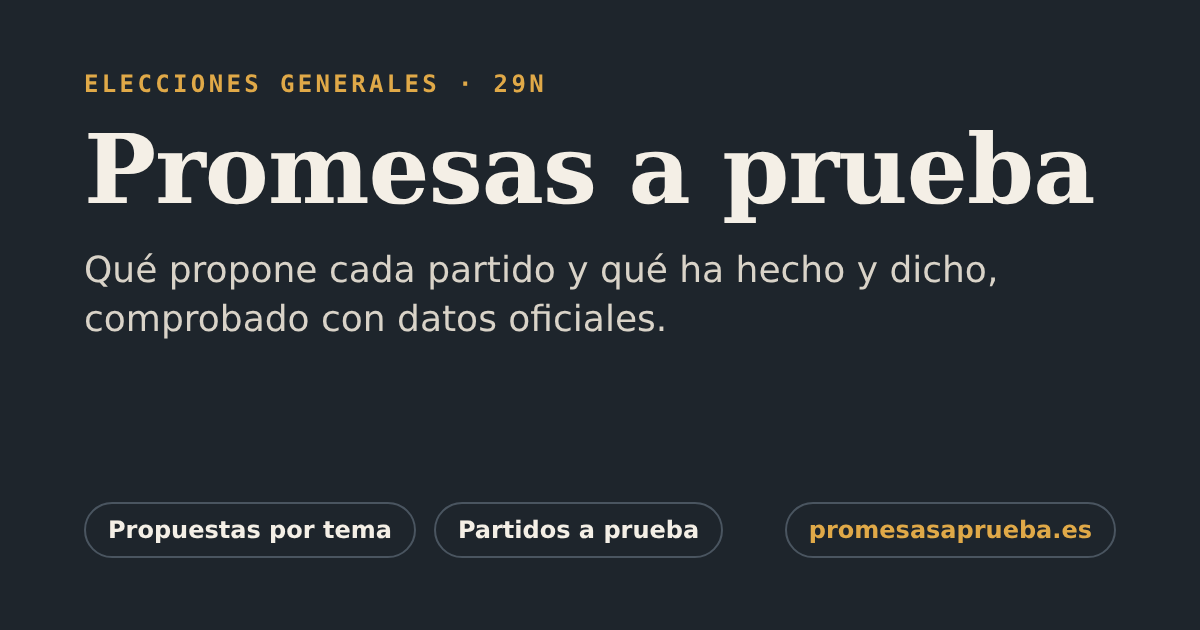 ELECCIONES GENERALES · 29N
Promesas a prueba
Qué propone cada partido y qué ha hecho y dicho,
comprobado con datos oficiales.
Propuestas por tema
Partidos a prueba
promesasaprueba.es